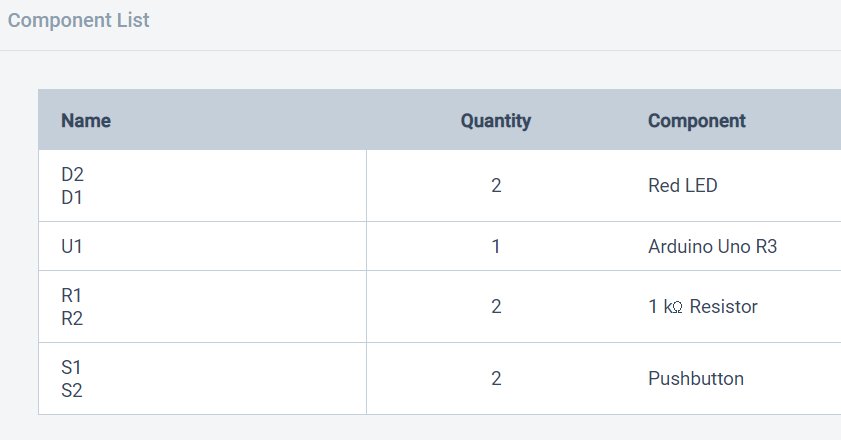 Component List
Name Quantity Component
D2
D1
2 Red LED
U1 1 Arduino Uno R3
R1
R2
2 1 kΩ Resistor
S1
S2
2 Pushbutton